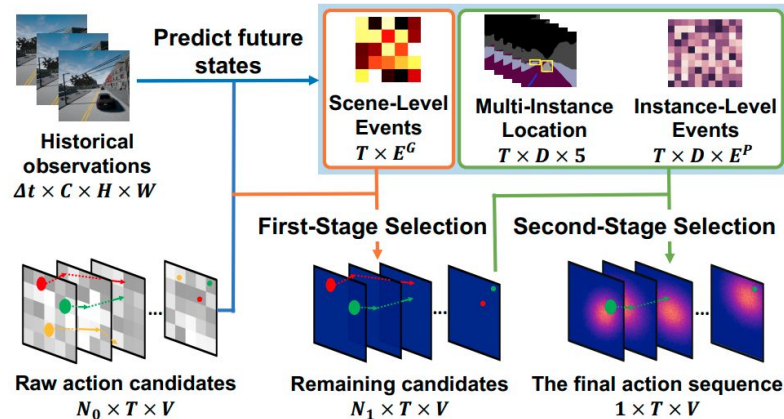 Predict future
states
Historical
observations
Δt × C × H × W
Scene-Level
Events
T × E^G
Multi-Instance
Location
T × D × 5
Instance-Level
Events
T × D × E^P
First-Stage Selection
Second-Stage Selection
...
...
...
Raw action candidates
N_0 × T × V
Remaining candidates
N_1 × T × V
The final action sequence
1 × T × V